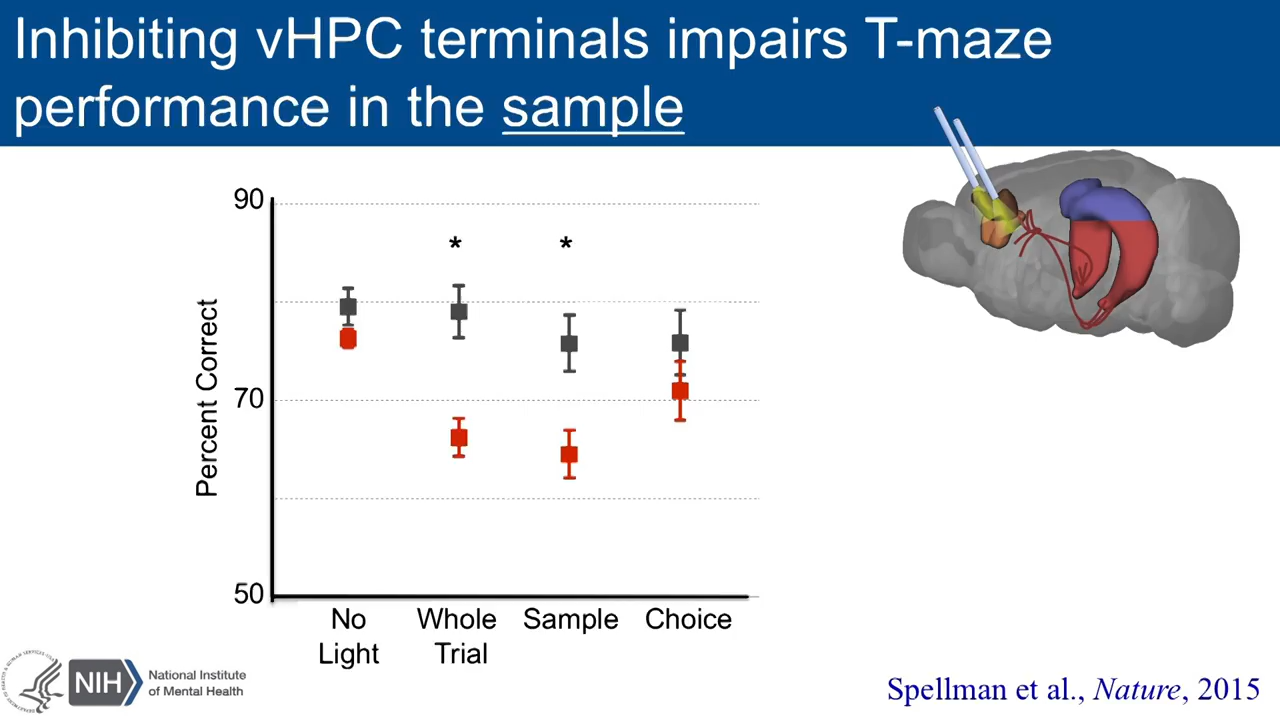 Inhibiting vHPC terminals impairs T-maze
performance in the sample
90
*
*
70
50
Percent Correct
No
Light
Whole
Trial
Sample
Choice
NIH
National Institute
of Mental Health
Spellman et al., Nature, 2015